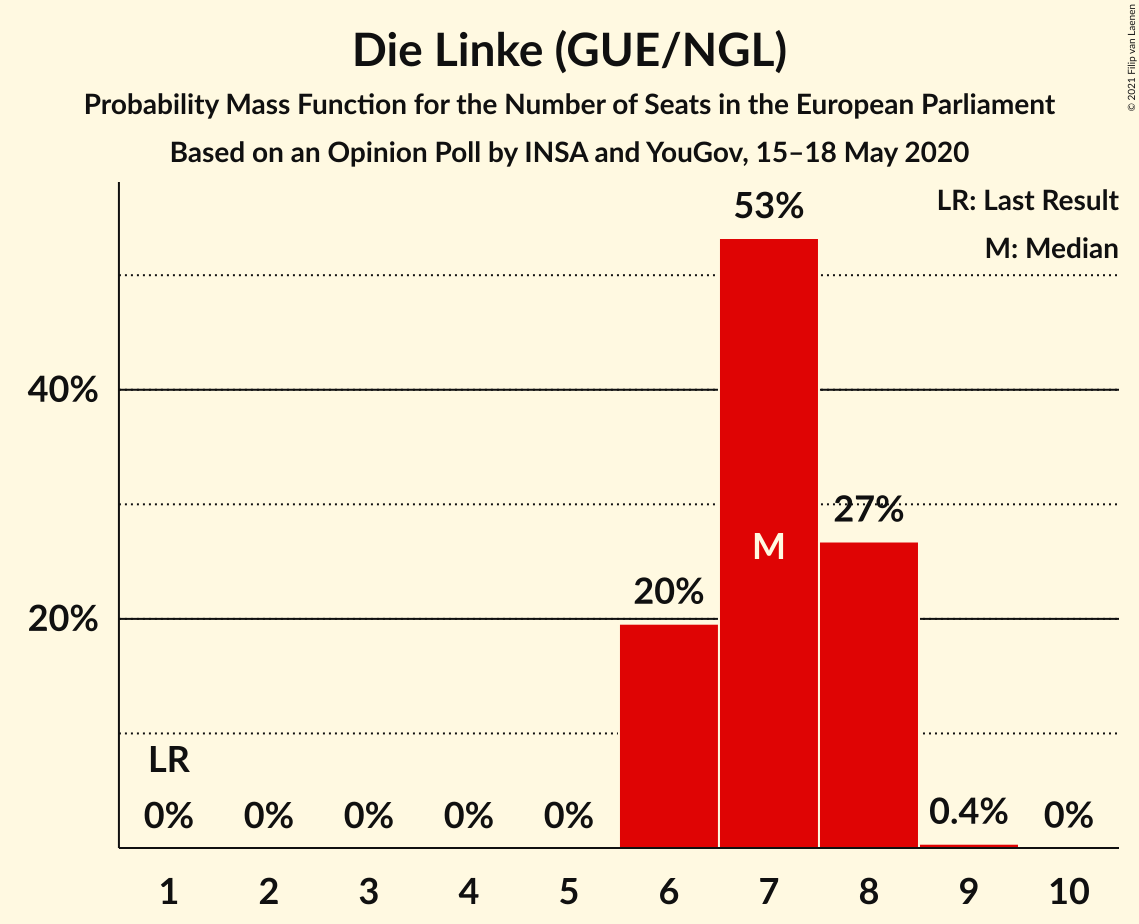 Die Linke (GUE/NGL)
Probability Mass Function for the Number of Seats in the European Parliament
Based on an Opinion Poll by INSA and YouGov, 15–18 May 2020
© 2021 Filip van Laenen
LR: Last Result
M: Median
53%
40%
27%
M
20%
20%
LR
0%
0%
0%
0%
0%
0.4%
0%
1
2
3
4
5
6
7
8
9
10